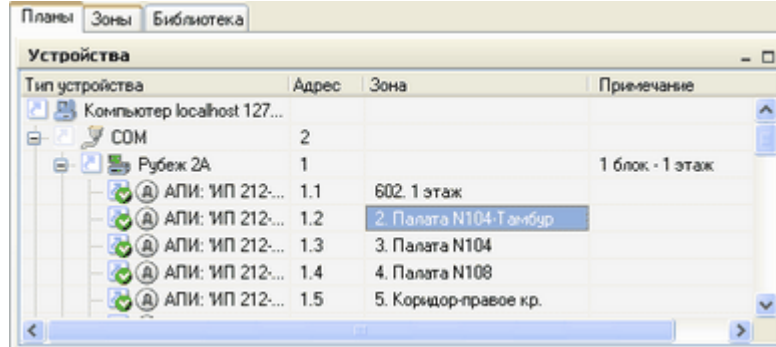 Планы Зоны Библиотека
Устройства
Тип устройства Адрес Зона Примечание
Компьютер localhost 127...
COM 2
Рубеж 2А 1 1 блок - 1 этаж
А АПИ: 'ИП 212-... 1.1 602. 1 этаж
А АПИ: 'ИП 212-... 1.2 2. Палата N104-Тамбур
А АПИ: 'ИП 212-... 1.3 3. Палата N104
А АПИ: 'ИП 212-... 1.4 4. Палата N108
А АПИ: 'ИП 212-... 1.5 5. Коридор-правое кр.